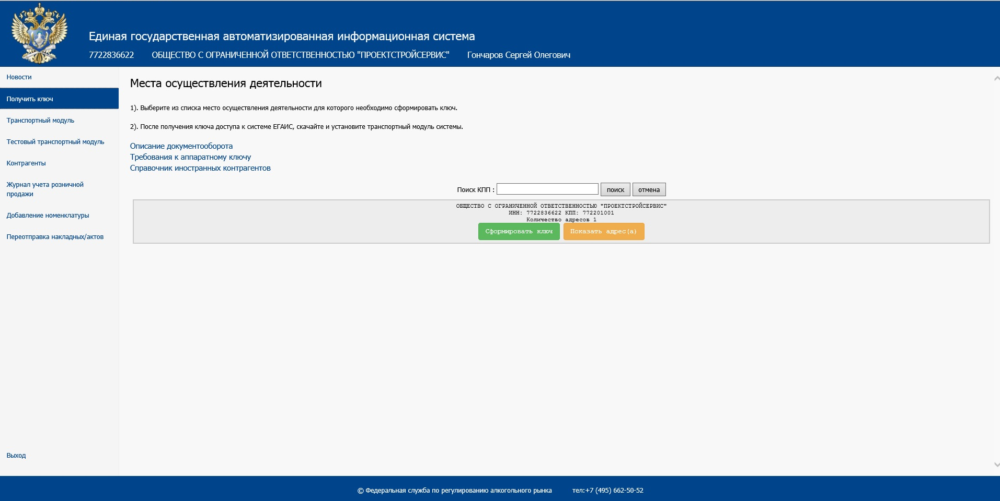 Единая государственная автоматизированная информационная система
7722836622 ОБЩЕСТВО С ОГРАНИЧЕННОЙ ОТВЕТСТВЕННОСТЬЮ "ПРОЕКТСТРОЙСЕРВИС" Гончаров Сергей Олегович
Новости
Получить ключ
Транспортный модуль
Тестовый транспортный модуль
Контрагенты
Журнал учета розничной
продажи
Добавление номенклатуры
Переотправка накладных/актов
Выход
Места осуществления деятельности
1). Выберите из списка место осуществления деятельности для которого необходимо сформировать ключ.
2). После получения ключа доступа к системе ЕГАИС, скачайте и установите транспортный модуль системы.
Описание документооборота
Требования к аппаратному ключу
Справочник иностранных контрагентов
Поиск КПП : поиск отмена
ОБЩЕСТВО С ОГРАНИЧЕННОЙ ОТВЕТСТВЕННОСТЬЮ "ПРОЕКТСТРОЙСЕРВИС"
ИНН: 7722836622 КПП: 772201001
Количество адресов 1
Сформировать ключ Показать адрес(а)
© Федеральная служба по регулированию алкогольного рынка тел:+7 (495) 662-50-52